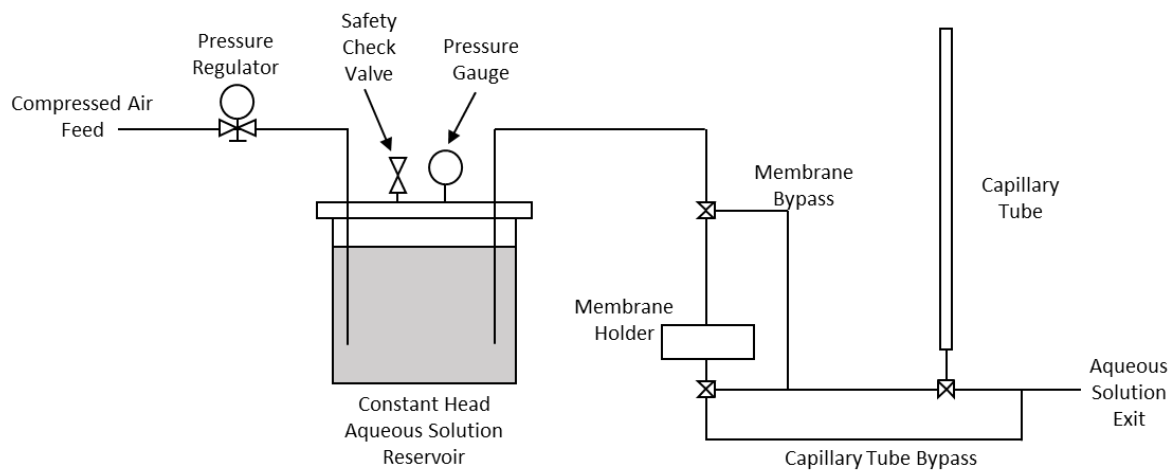 Pressure
Regulator
Safety
Check
Valve
Pressure
Gauge
Compressed Air
Feed
Membrane
Bypass
Capillary
Tube
Membrane
Holder
Constant Head
Aqueous Solution
Reservoir
Aqueous
Solution
Exit
Capillary Tube Bypass